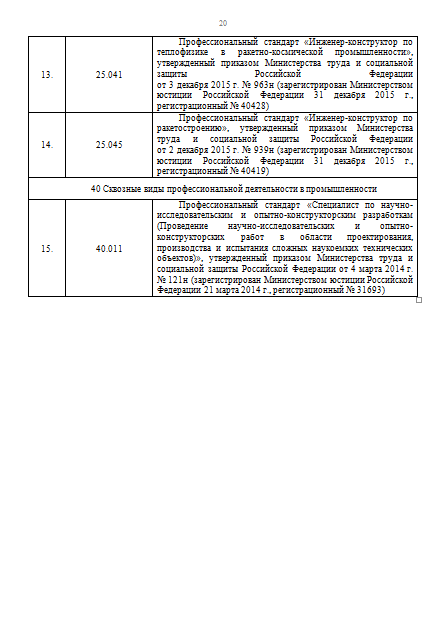 20
Профессиональный стандарт «Инженер-конструктор по
теплофизике в ракетно-космической промышленности»,
утвержденный приказом Министерства труда и социальной
13. 25.041 защиты Российской Федерации
от 3 декабря 2015 г. № 963н (зарегистрирован Министерством
юстиции Российской Федерации 31 декабря 2015 г.,
регистрационный № 40428)
Профессиональный стандарт «Инженер-конструктор по
ракетостроению», утвержденный приказом Министерства
14. 25.045 труда и социальной защиты Российской Федерации
от 2 декабря 2015 г. № 939н (зарегистрирован Министерством
юстиции Российской Федерации 31 декабря 2015 г.,
регистрационный № 40419)
40 Сквозные виды профессиональной деятельности в промышленности
Профессиональный стандарт «Специалист по научно-
исследовательским и опытно-конструкторским разработкам
(Проведение научно-исследовательских и опытно-
конструкторских работ в области проектирования,
15. 40.011 производства и испытания сложных наукоемких технических
объектов)», утвержденный приказом Министерства труда и
социальной защиты Российской Федерации от 4 марта 2014 г.
№ 121н (зарегистрирован Министерством юстиции Российской
Федерации 21 марта 2014 г., регистрационный № 31693)